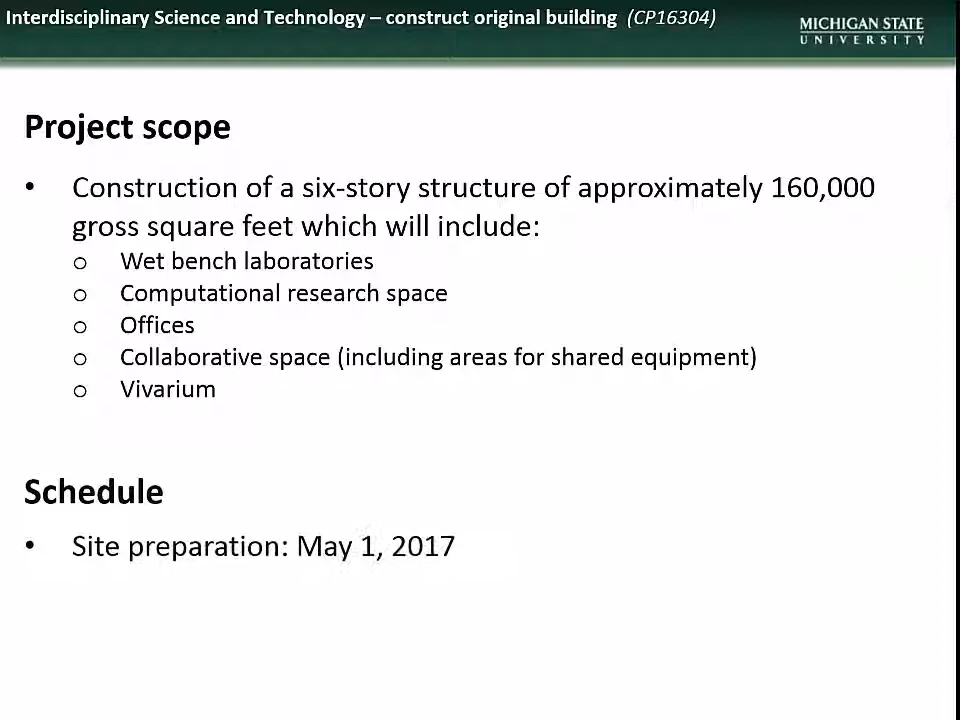 Interdisciplinary Science and Technology – construct original building (CP16304)
MICHIGAN STATE
UNIVERSITY
Project scope
• Construction of a six-story structure of approximately 160,000
gross square feet which will include:
o Wet bench laboratories
o Computational research space
o Offices
o Collaborative space (including areas for shared equipment)
o Vivarium
Schedule
• Site preparation: May 1, 2017